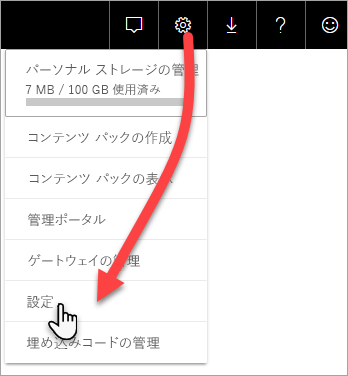 パーソナル ストレージの管理
7 MB / 100 GB 使用済み
コンテンツ パックの作成
コンテンツ パックの表示
管理ポータル
ゲートウェイの管理
設定
埋め込みコードの管理